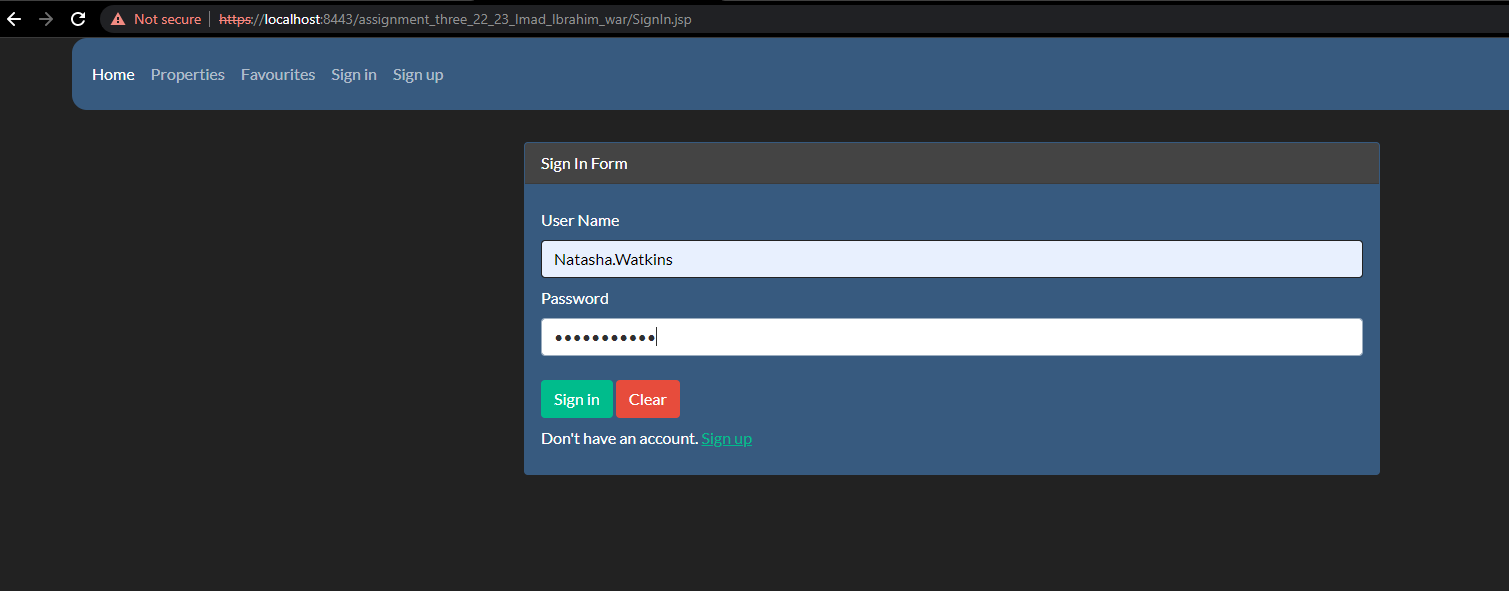 Not secure https://localhost:8443/assignment_three_22_23_Imad_Ibrahim_war/SignIn.jsp
Home Properties Favourites Sign in Sign up
Sign In Form
User Name
Natasha.Watkins
Password
•••••••••••
Sign in Clear
Don't have an account. Sign up